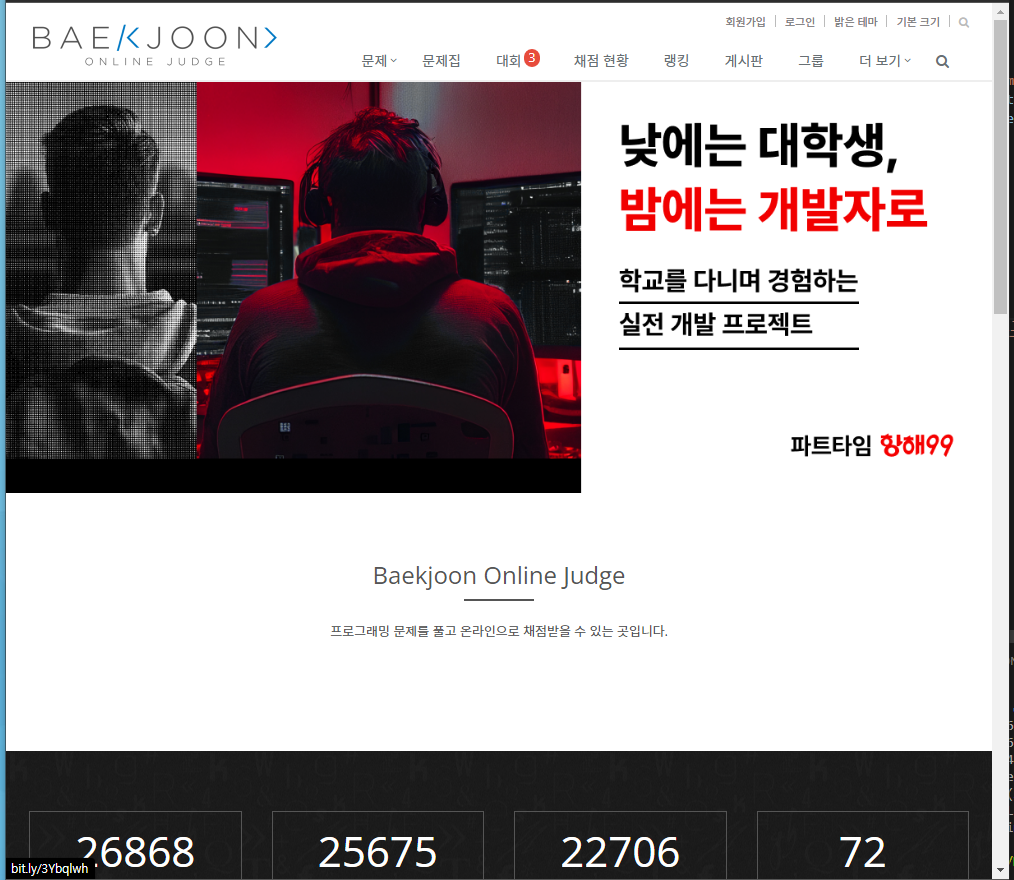 회원가입 로그인 밝은 테마 기본 크기
BAEKJOON
ONLINE JUDGE
문제 문제집 대회 3 채점 현황 랭킹 게시판 그룹 더 보기
낮에는 대학생,
밤에는 개발자로
학교를 다니며 경험하는
실전 개발 프로젝트
파트타임 항해99
Baekjoon Online Judge
프로그래밍 문제를 풀고 온라인으로 채점받을 수 있는 곳입니다.
26868 25675 22706 72
bit.ly/3Ybqlwh